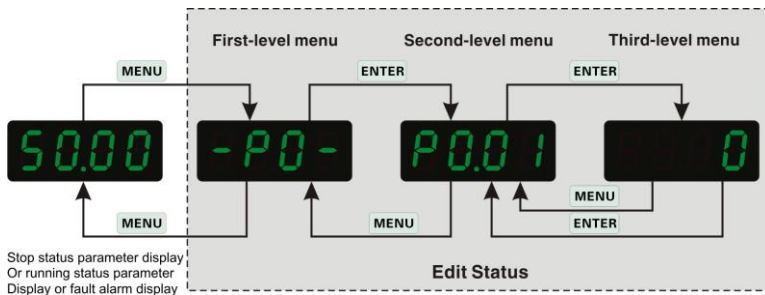 First-level menu
Second-level menu
Third-level menu
MENU
ENTER
ENTER
50.00
-P0-
P0.01
0
MENU
MENU
MENU
ENTER
Stop status parameter display
Or running status parameter
Display or fault alarm display
Edit Status